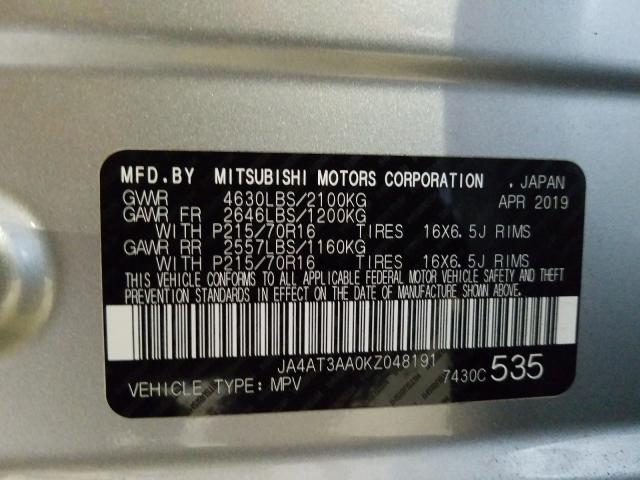 MFD.BY MITSUBISHI MOTORS CORPORATION . JAPAN
GVWR 4630LBS/2100KG APR 2019
GAWR FR 2646LBS/1200KG
WITH P215/70R16 TIRES 16X6.5J RIMS
GAWR RR 2557LBS/1160KG
WITH P215/70R16 TIRES 16X6.5J RIMS
THIS VEHICLE CONFORMS TO ALL APPLICABLE FEDERAL MOTOR VEHICLE SAFETY AND THEFT
PREVENTION STANDARDS IN EFFECT ON THE DATE OF MANUFACTURE SHOWN ABOVE.
JA4AT3AA0KZ048191
VEHICLE TYPE: MPV 7430C 535